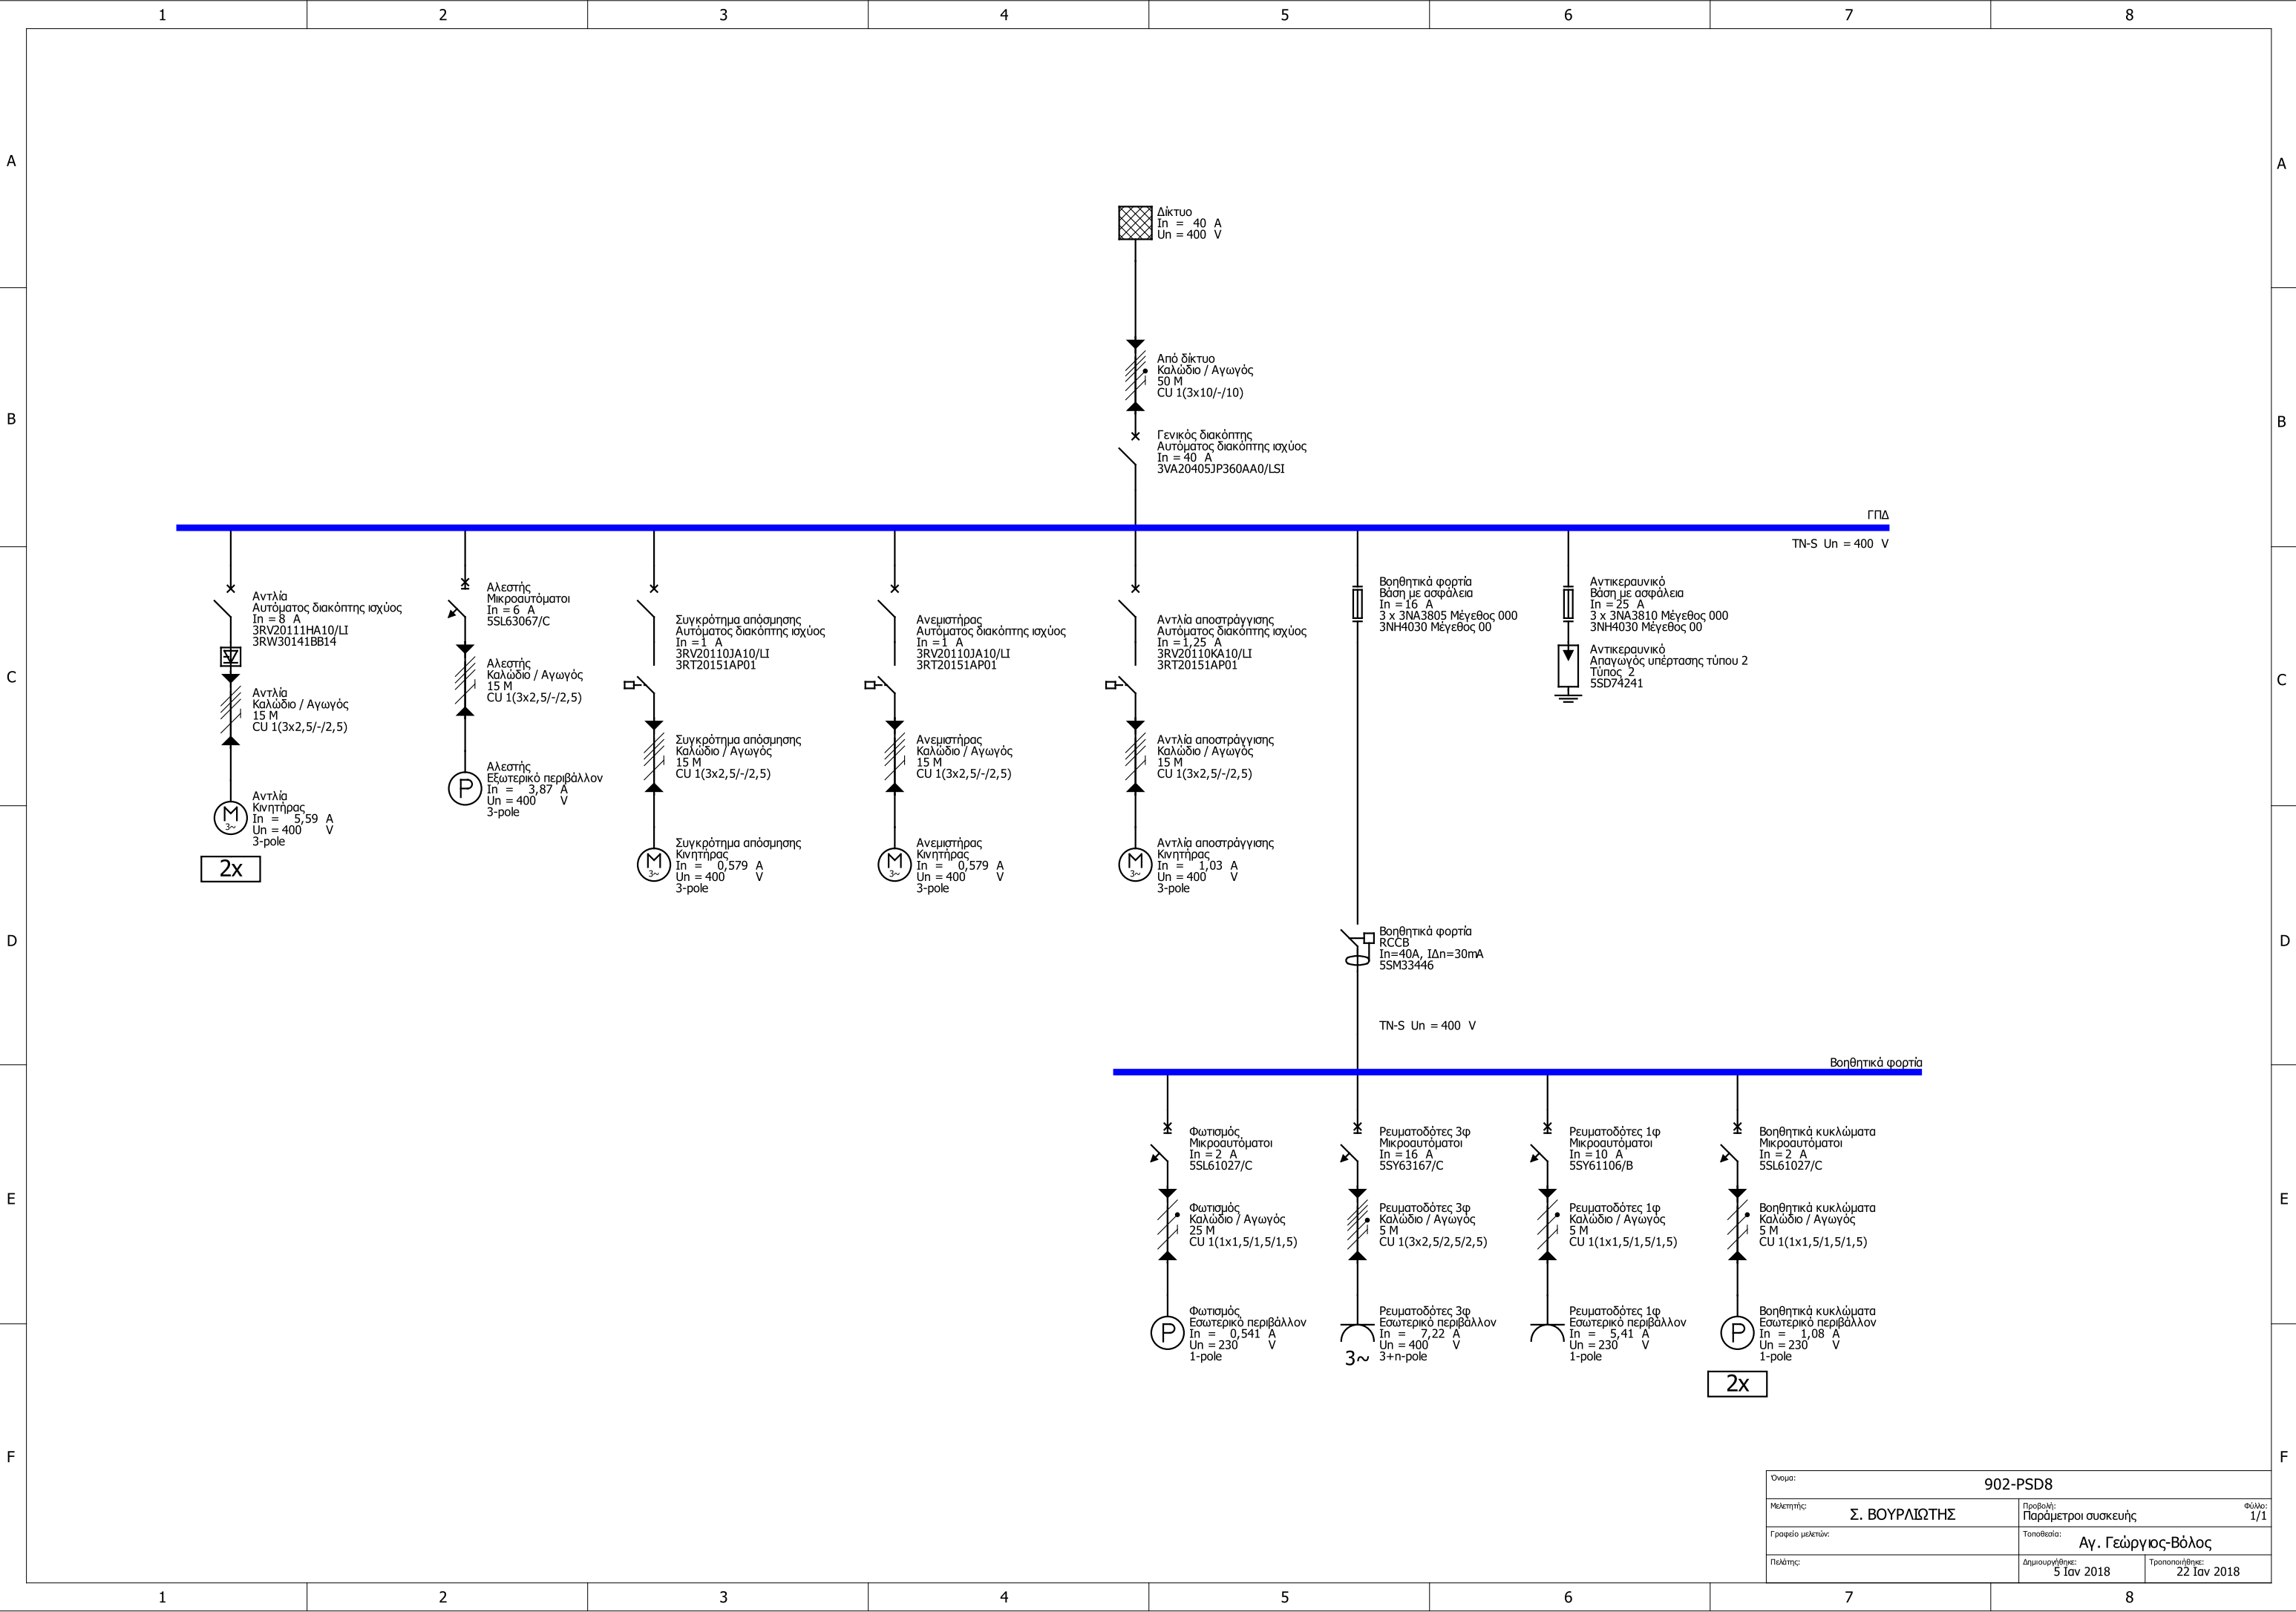 1 2 3 4 5 6 7 8
A A
Δίκτυο
In = 40 A
Un = 400 V
B B
Από δίκτυο
Καλώδιο / Αγωγός
50 M
CU 1(3x10/-/10)
Γενικός διακόπτης
Αυτόματος διακόπτης ισχύος
In = 40 A
3VA20405JP360AA0/LSI
ΓΠΔ
TN-S Un = 400 V
C C
Αντλία
Αυτόματος διακόπτης ισχύος
In = 8 A
3RV20111HA10/LI
3RW30141BB14
Αντλία
Καλώδιο / Αγωγός
15 M
CU 1(3x2,5/-/2,5)
Αντλία
Κινητήρας
In = 5,59 A
Un = 400 V
3-pole
M
3~
2x
Αλεστής
Μικροαυτόματοι
In = 6 A
5SL63067/C
Αλεστής
Καλώδιο / Αγωγός
15 M
CU 1(3x2,5/-/2,5)
Αλεστής
Εξωτερικό περιβάλλον
In = 3,87 A
Un = 400 V
3-pole
P
Συγκρότημα απόσμησης
Αυτόματος διακόπτης ισχύος
In = 1 A
3RV20110JA10/LI
3RT20151AP01
Συγκρότημα απόσμησης
Καλώδιο / Αγωγός
15 M
CU 1(3x2,5/-/2,5)
Συγκρότημα απόσμησης
Κινητήρας
In = 0,579 A
Un = 400 V
3-pole
M
3~
Ανεμιστήρας
Αυτόματος διακόπτης ισχύος
In = 1 A
3RV20110JA10/LI
3RT20151AP01
Ανεμιστήρας
Καλώδιο / Αγωγός
15 M
CU 1(3x2,5/-/2,5)
Ανεμιστήρας
Κινητήρας
In = 0,579 A
Un = 400 V
3-pole
M
3~
Αντλία αποστράγγισης
Αυτόματος διακόπτης ισχύος
In = 1,25 A
3RV20110KA10/LI
3RT20151AP01
Αντλία αποστράγγισης
Καλώδιο / Αγωγός
15 M
CU 1(3x2,5/-/2,5)
Αντλία αποστράγγισης
Κινητήρας
In = 1,03 A
Un = 400 V
3-pole
M
3~
Βοηθητικά φορτία
Βάση με ασφάλεια
In = 16 A
3 x 3NA3805 Μέγεθος 000
3NH4030 Μέγεθος 00
Αντικεραυνικό
Βάση με ασφάλεια
In = 25 A
3 x 3NA3810 Μέγεθος 000
3NH4030 Μέγεθος 00
Αντικεραυνικό
Απαγωγός υπέρτασης τύπου 2
Τύπος 2
5SD74241
D D
Βοηθητικά φορτία
RCCB
In=40A, IΔn=30mA
5SM33446
TN-S Un = 400 V
Βοηθητικά φορτία
E E
Φωτισμός
Μικροαυτόματοι
In = 2 A
5SL61027/C
Φωτισμός
Καλώδιο / Αγωγός
25 M
CU 1(1x1,5/1,5/1,5)
Φωτισμός
Εσωτερικό περιβάλλον
In = 0,541 A
Un = 230 V
1-pole
P
Ρευματοδότες 3φ
Μικροαυτόματοι
In = 16 A
5SY63167/C
Ρευματοδότες 3φ
Καλώδιο / Αγωγός
5 M
CU 1(3x2,5/2,5/2,5)
Ρευματοδότες 3φ
Εσωτερικό περιβάλλον
In = 7,22 A
Un = 400 V
3+n-pole
3~
Ρευματοδότες 1φ
Μικροαυτόματοι
In = 10 A
5SY61106/B
Ρευματοδότες 1φ
Καλώδιο / Αγωγός
5 M
CU 1(1x1,5/1,5/1,5)
Ρευματοδότες 1φ
Εσωτερικό περιβάλλον
In = 5,41 A
Un = 230 V
1-pole
Βοηθητικά κυκλώματα
Μικροαυτόματοι
In = 2 A
5SL61027/C
Βοηθητικά κυκλώματα
Καλώδιο / Αγωγός
5 M
CU 1(1x1,5/1,5/1,5)
Βοηθητικά κυκλώματα
Εσωτερικό περιβάλλον
In = 1,08 A
Un = 230 V
1-pole
P
2x
F F
Όνομα:
902-PSD8
Μελετητής:
Σ. ΒΟΥΡΛΙΩΤΗΣ
Προβολή:
Παράμετροι συσκευής
Φύλλο:
1/1
Γραφείο μελετών:
Τοποθεσία:
Αγ. Γεώργιος-Βόλος
Πελάτης:
Δημιουργήθηκε:
5 Ιαν 2018
Τροποποιήθηκε:
22 Ιαν 2018
1 2 3 4 5 6 7 8